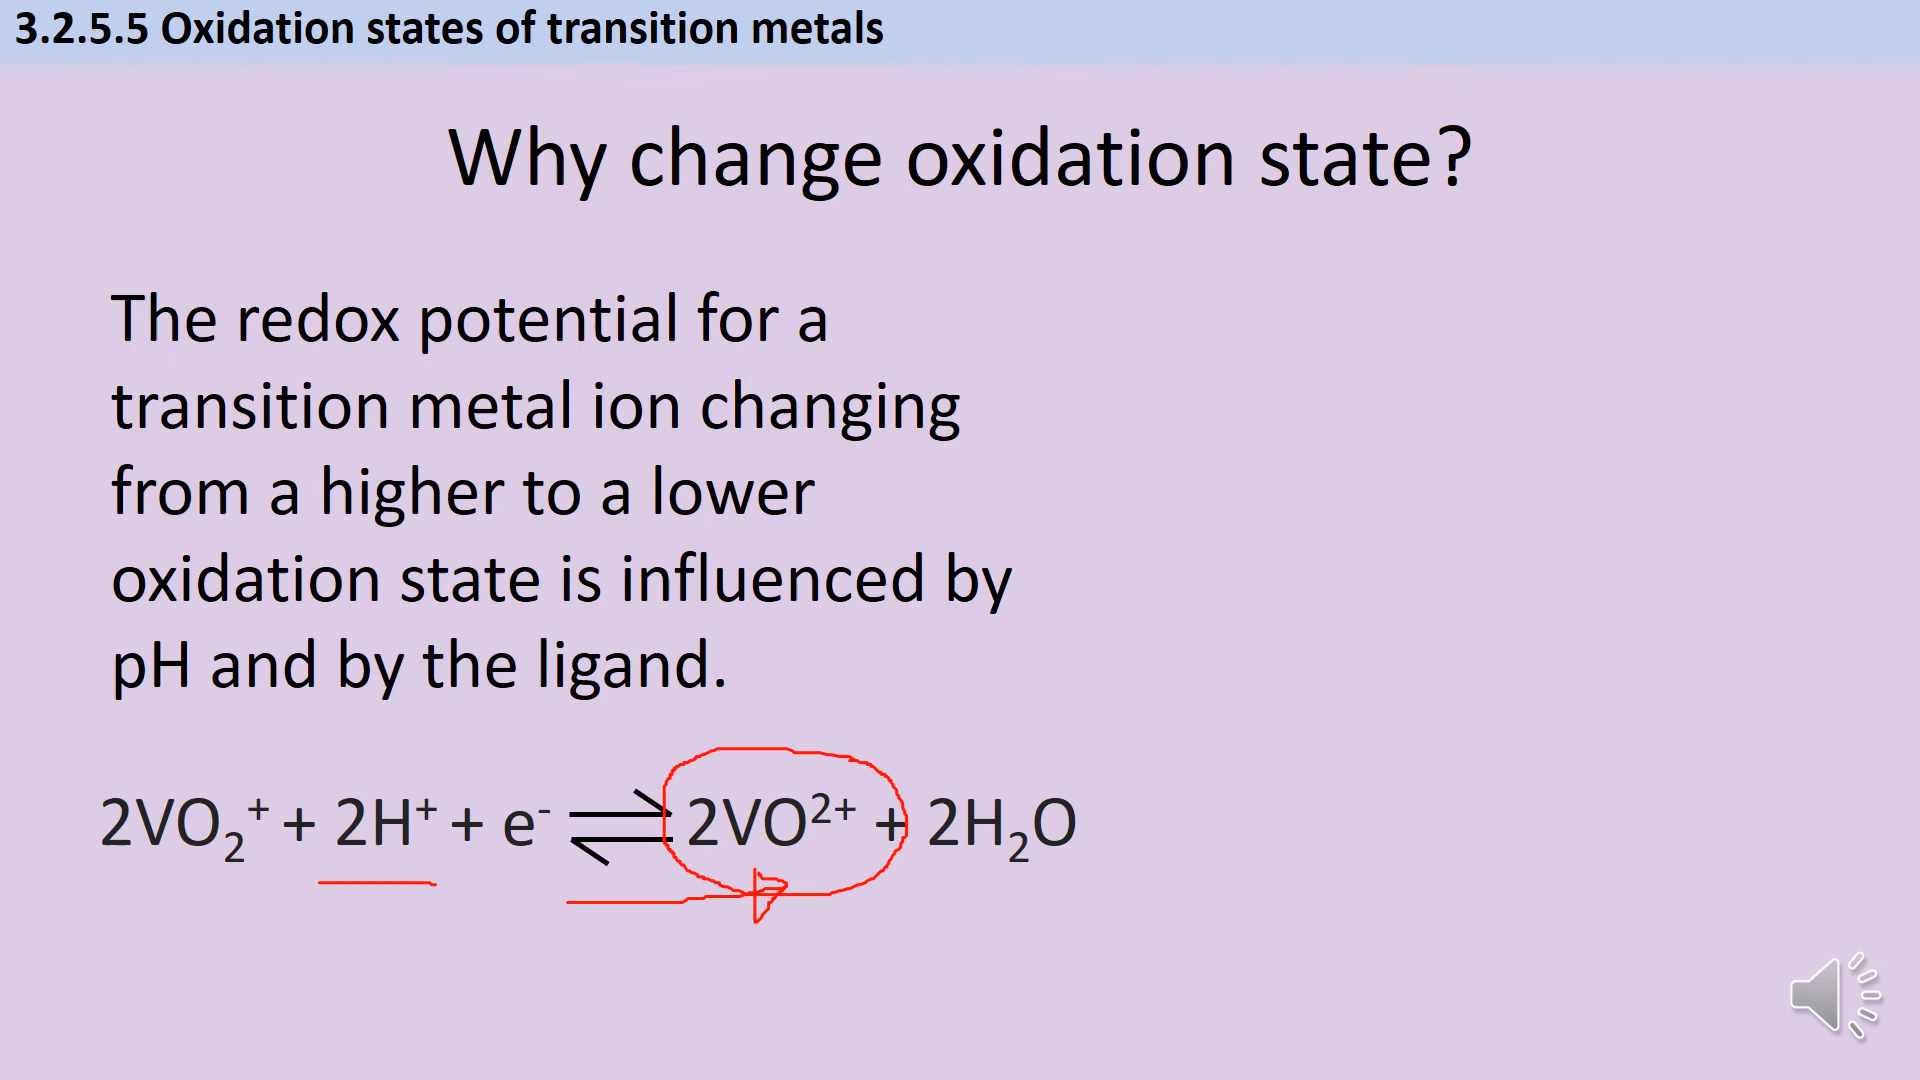 3.2.5.5 Oxidation states of transition metals
Why change oxidation state?
The redox potential for a
transition metal ion changing
from a higher to a lower
oxidation state is influenced by
pH and by the ligand.
2VO₂⁺ + 2H⁺ + e⁻ ⇌ 2VO²⁺ + 2H₂O